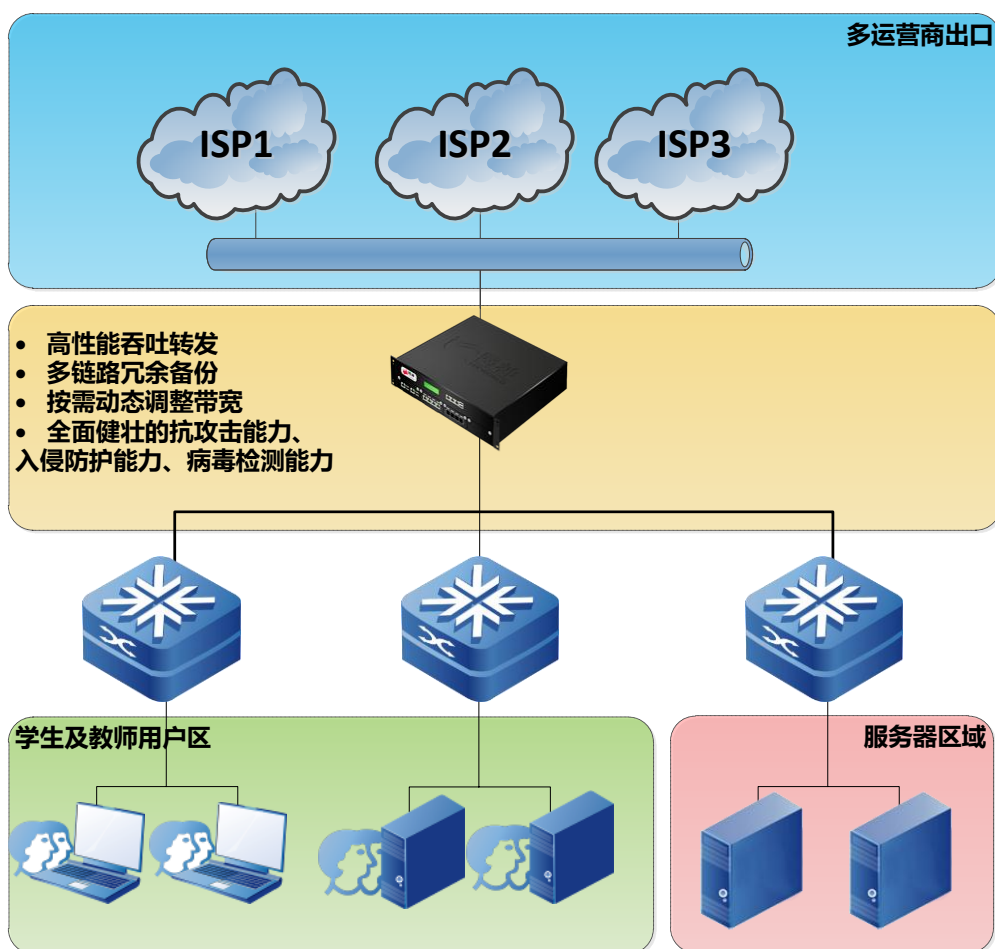 多运营商出口
ISP1
ISP2
ISP3
• 高性能吞吐转发
• 多链路冗余备份
• 按需动态调整带宽
• 全面健壮的抗攻击能力、
入侵防护能力、病毒检测能力
学生及教师用户区
服务器区域